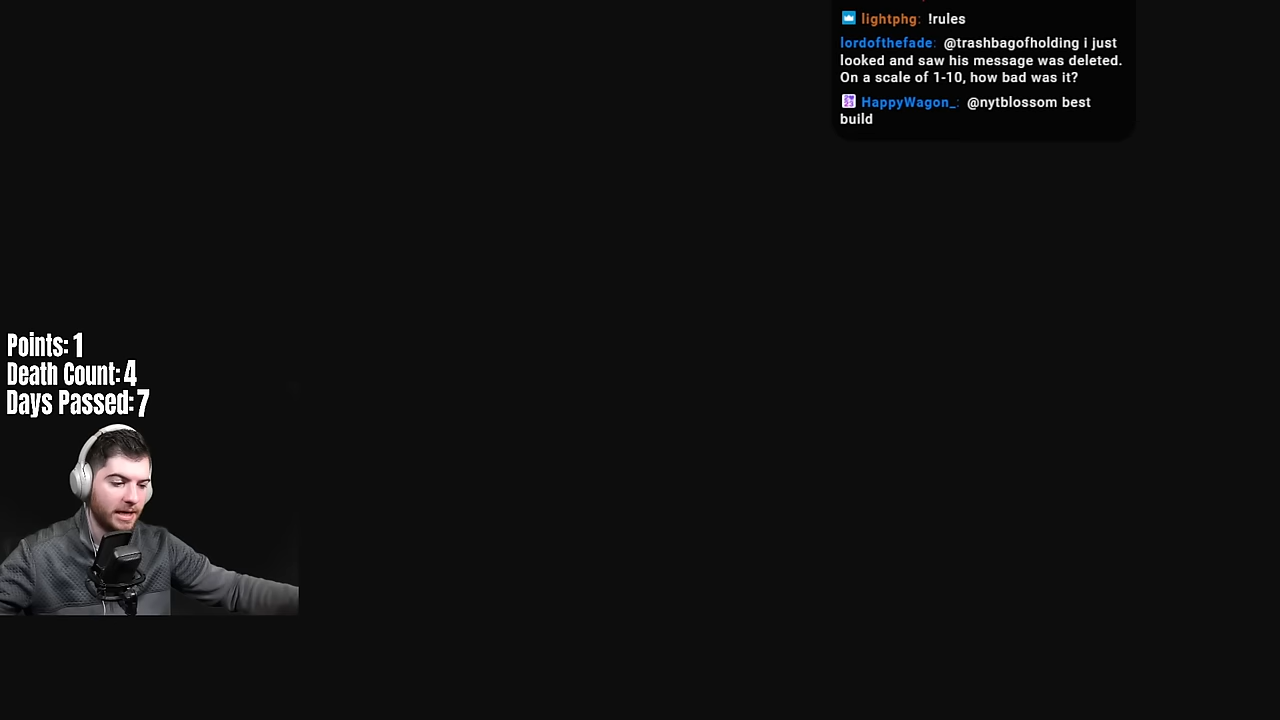 lightphg: !rules
lordofthefade: @trashbagofholding i just
looked and saw his message was deleted.
On a scale of 1-10, how bad was it?
HappyWagon_: @nytblossom best
build
Points: 1
Death Count: 4
Days Passed: 7